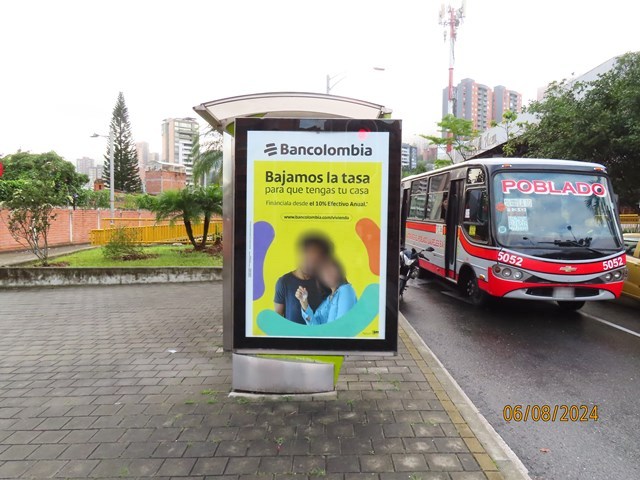 Bancolombia
Bajamos la tasa
para que tengas tu casa
Finánciala desde el 10% Efectivo Anual.*
www.bancolombia.com/vivienda
POBLADO
5052
5052
06/08/2024